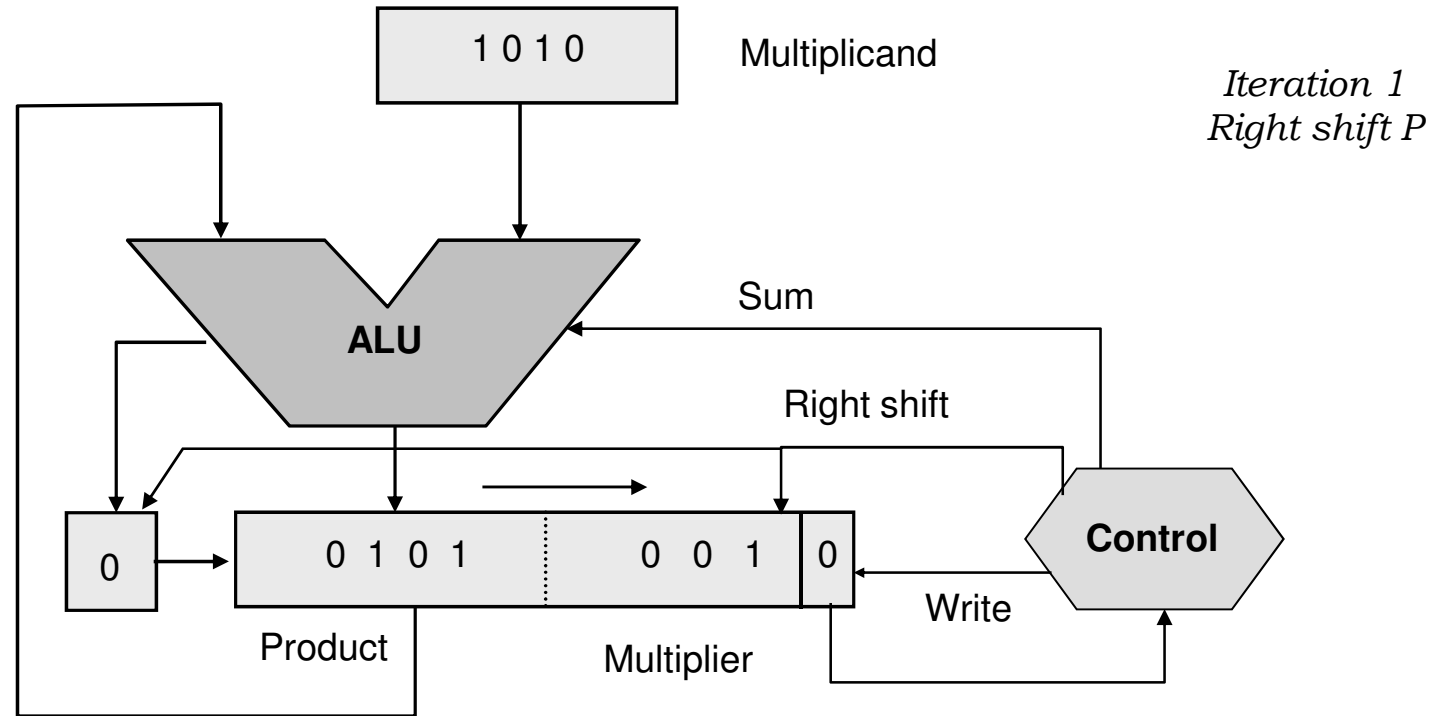 1 0 1 0
Multiplicand
Iteration 1
Right shift P
Sum
ALU
Right shift
0
0 1 0 1
0 0 1
0
Control
Write
Product
Multiplier